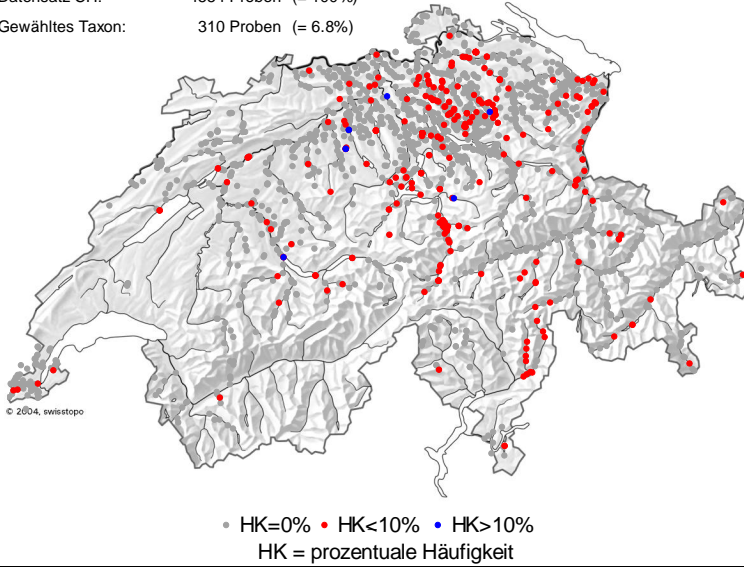 Gewähltes Taxon: 310 Proben (= 6.8%)
© 2004, swisstopo
HK=0% HK<10% HK>10%
HK = prozentuale Häufigkeit